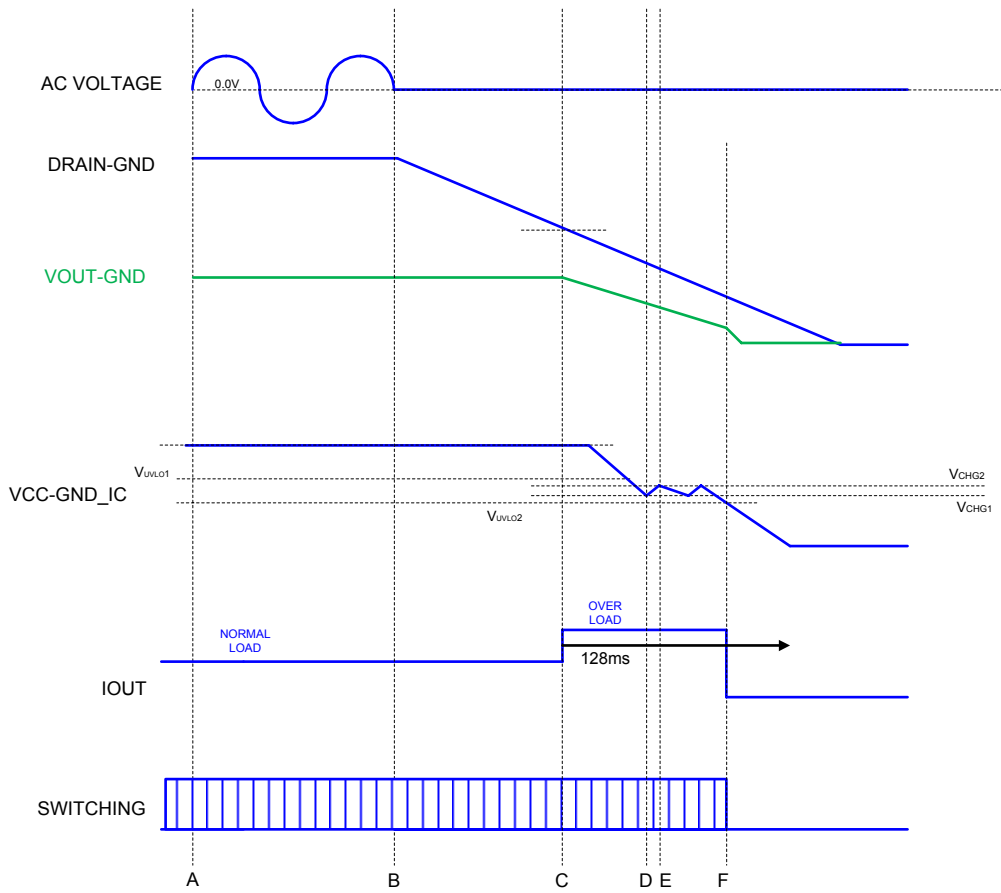 AC VOLTAGE
0.0V
DRAIN-GND
VOUT-GND
VUVLO1
VCHG2
VCC-GND_IC
VCHG1
VUVLO2
OVER
LOAD
NORMAL
LOAD
128ms
IOUT
SWITCHING
A B C D E F